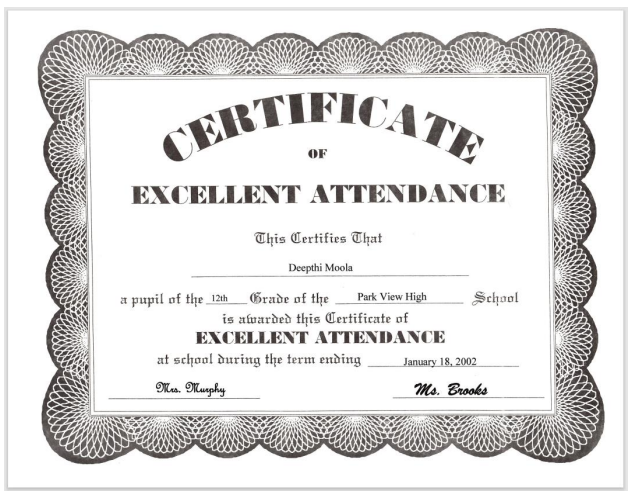 CERTIFICATE
OF
EXCELLENT ATTENDANCE
This Certifies That
Deepthi Moola
a pupil of the 12th Grade of the Park View High School
is awarded this Certificate of
EXCELLENT ATTENDANCE
at school during the term ending January 18, 2002
Mrs. Murphy Ms. Brooks